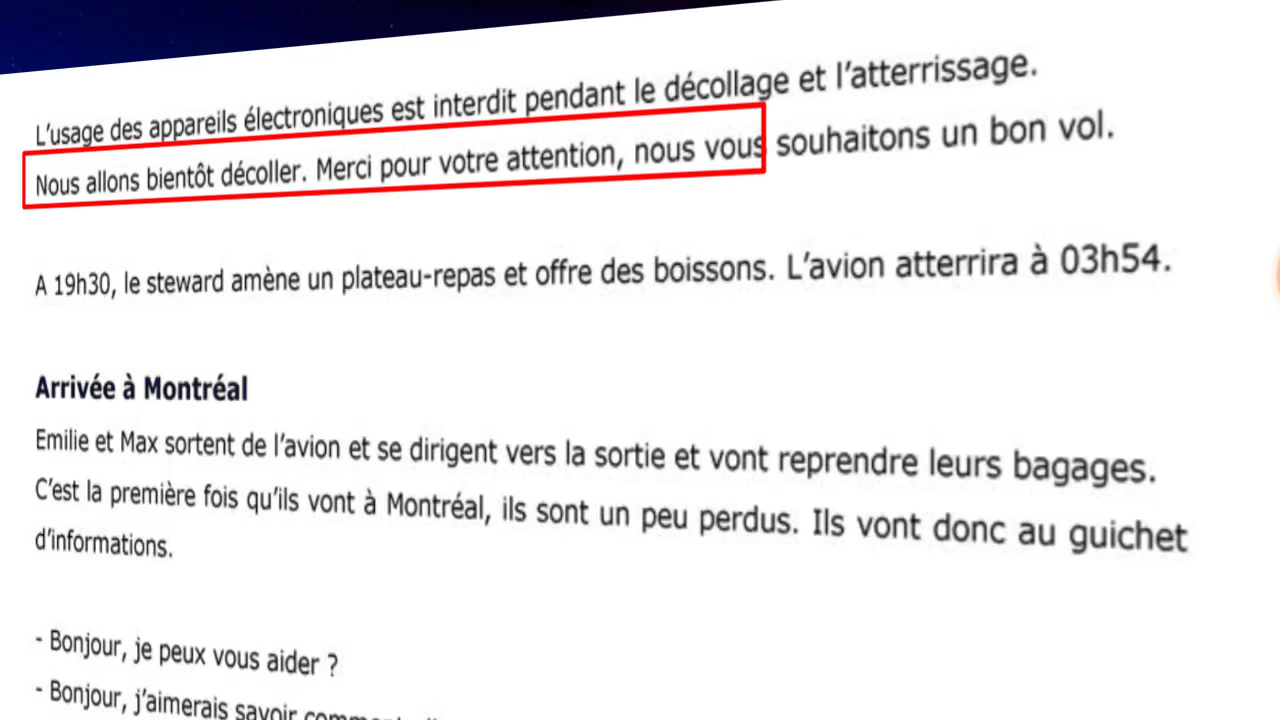 L'usage des appareils électroniques est interdit pendant le décollage et l'atterrissage.
Nous allons bientôt décoller. Merci pour votre attention, nous vous souhaitons un bon vol.
A 19h30, le steward amène un plateau-repas et offre des boissons. L'avion atterrira à 03h54.
Arrivée à Montréal
Emilie et Max sortent de l'avion et se dirigent vers la sortie et vont reprendre leurs bagages.
C'est la première fois qu'ils vont à Montréal, ils sont un peu perdus. Ils vont donc au guichet
d'informations.
- Bonjour, je peux vous aider ?
- Bonjour, j'aimerais savoir